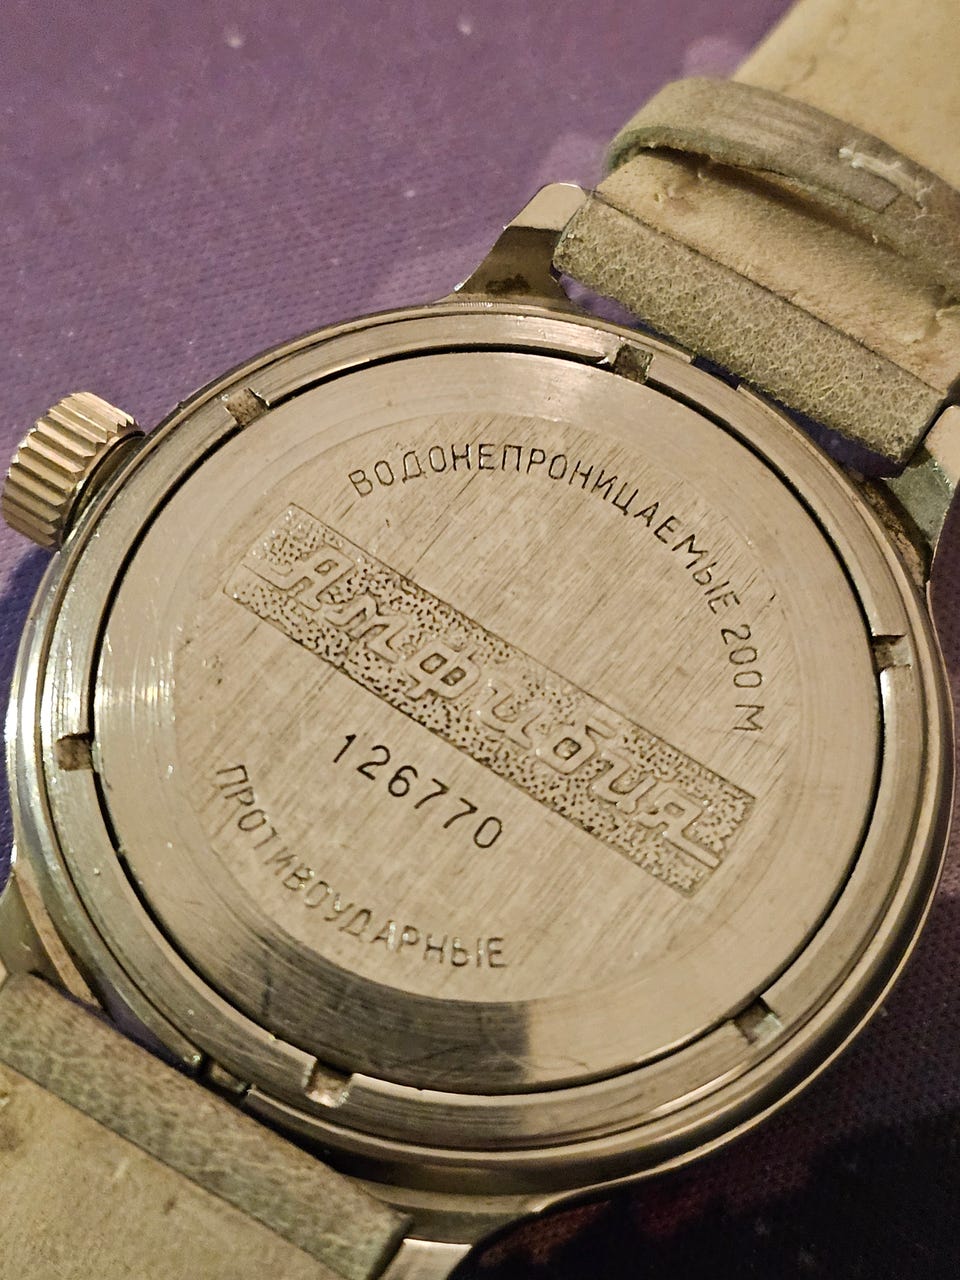 ВОДОНЕПРОНИЦАЕМЫЕ 200 М
Амфибия
126770
ПРОТИВОУДАРНЫЕ